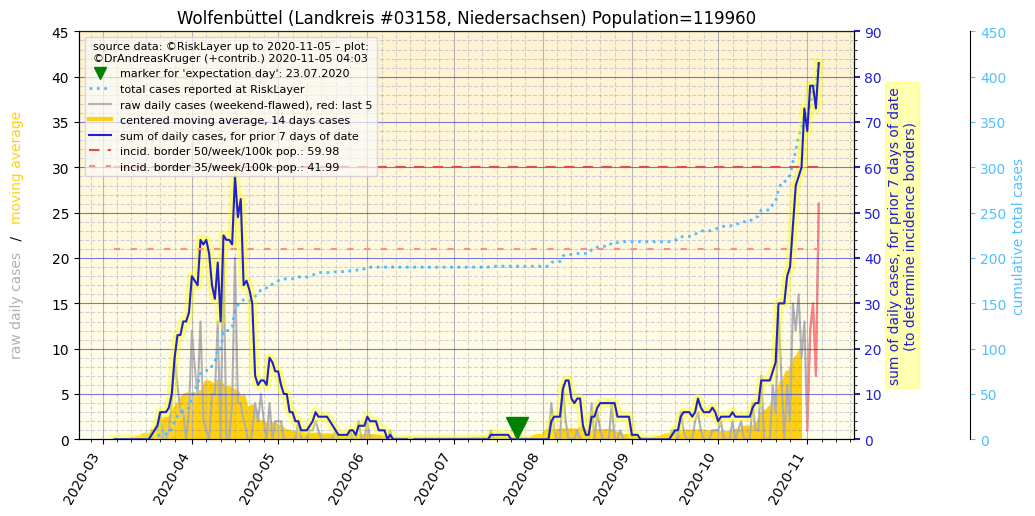 Wolfenbüttel (Landkreis #03158, Niedersachsen) Population=119960
source data: ©RiskLayer up to 2020-11-05 – plot:
©DrAndreasKruger (+contrib.) 2020-11-05 04:03
marker for 'expectation day': 23.07.2020
total cases reported at RiskLayer
raw daily cases (weekend-flawed), red: last 5
centered moving average, 14 days cases
sum of daily cases, for prior 7 days of date
incid. border 50/week/100k pop.: 59.98
incid. border 35/week/100k pop.: 41.99
raw daily cases / moving average
45
40
35
30
25
20
15
10
5
0
2020-03
2020-04
2020-05
2020-06
2020-07
2020-08
2020-09
2020-10
2020-11
90
80
70
60
50
40
30
20
10
0
sum of daily cases, for prior 7 days of date
(to determine incidence borders)
450
400
350
300
250
200
150
100
50
0
cumulative total cases